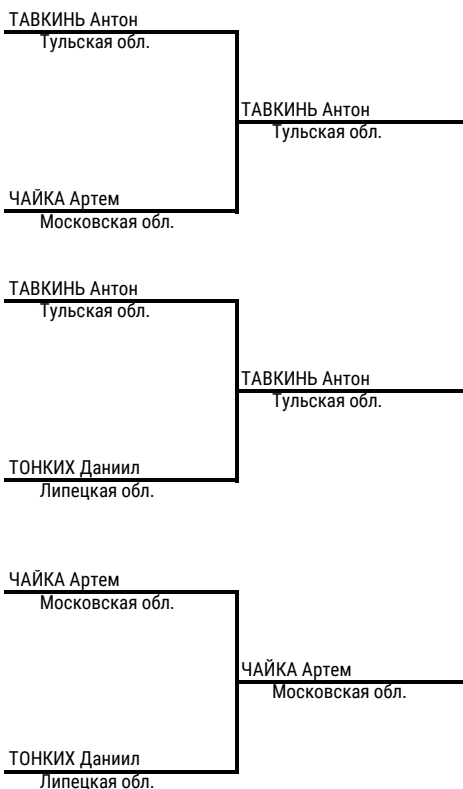 ТАВКИНЬ Антон
Тульская обл.
ТАВКИНЬ Антон
Тульская обл.
ЧАЙКА Артем
Московская обл.
ТАВКИНЬ Антон
Тульская обл.
ТАВКИНЬ Антон
Тульская обл.
ТОНКИХ Даниил
Липецкая обл.
ЧАЙКА Артем
Московская обл.
ЧАЙКА Артем
Московская обл.
ТОНКИХ Даниил
Липецкая обл.